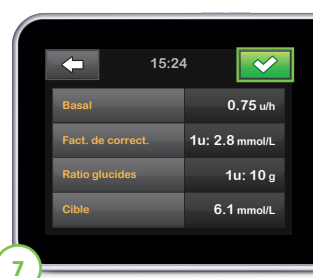 15:24
Basal 0.75 u/h
Fact. de correct. 1u: 2.8 mmol/L
Ratio glucides 1u: 10 g
Cible 6.1 mmol/L
7